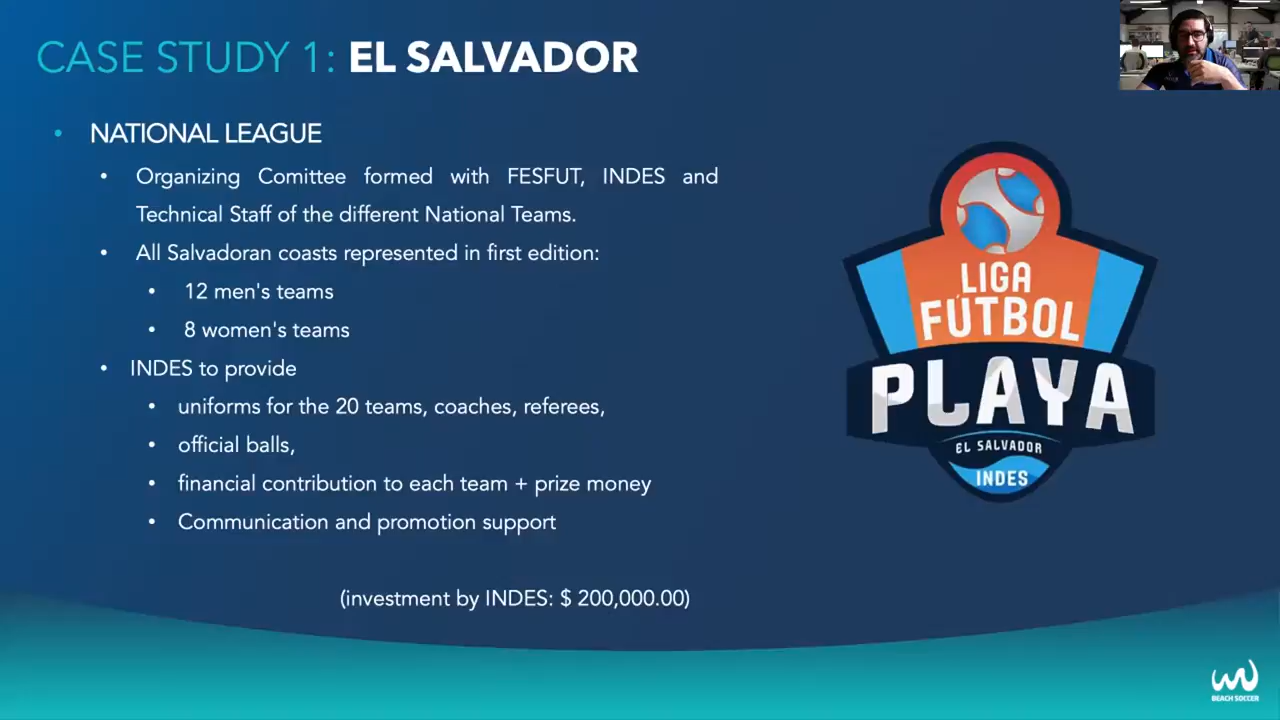 CASE STUDY 1: EL SALVADOR
• NATIONAL LEAGUE
• Organizing Comittee formed with FESFUT, INDES and
Technical Staff of the different National Teams.
• All Salvadoran coasts represented in first edition:
• 12 men's teams
• 8 women's teams
• INDES to provide
• uniforms for the 20 teams, coaches, referees,
• official balls,
• financial contribution to each team + prize money
• Communication and promotion support
(investment by INDES: $ 200,000.00)
LIGA
FÚTBOL
PLAYA
EL SALVADOR
INDES
BEACH SOCCER